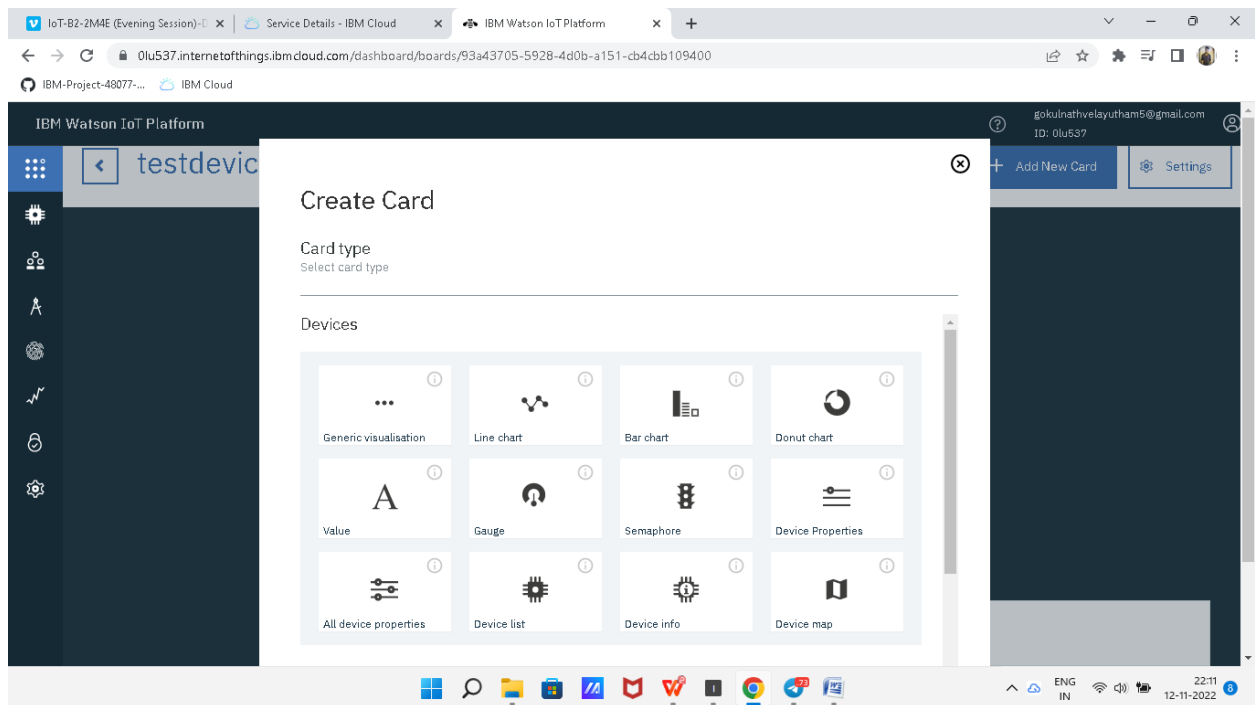 IoT-B2-2M4E (Evening Session)-D
Service Details - IBM Cloud
IBM Watson IoT Platform
0lu537.internetofthings.ibmcloud.com/dashboard/boards/93a43705-5928-4d0b-a151-cb4cbb109400
IBM-Project-48077-...
IBM Cloud
IBM Watson IoT Platform
gokulnathvelayutham5@gmail.com
ID: 0lu537
testdevic
Add New Card
Settings
Create Card
Card type
Select card type
Devices
Generic visualisation
Line chart
Bar chart
Donut chart
A
Value
Gauge
Semaphore
Device Properties
All device properties
Device list
Device info
Device map
73
ENG
IN
22:11
12-11-2022
8